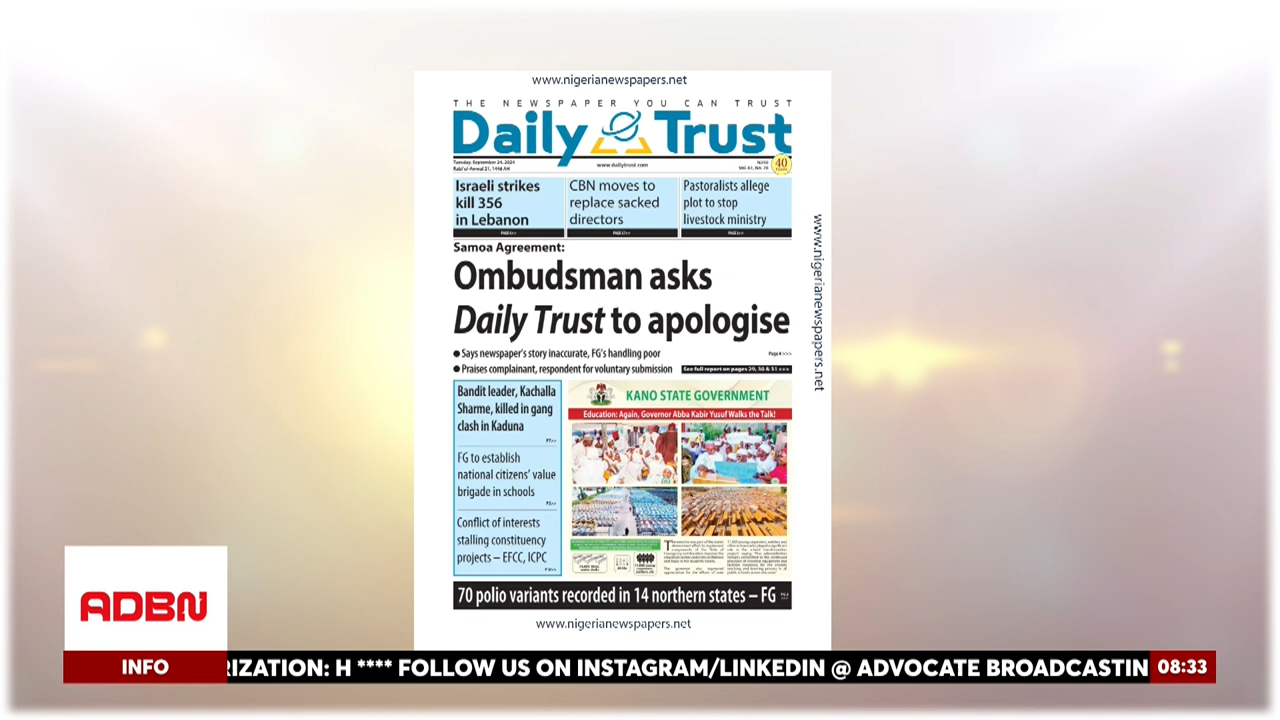 www.nigerianewspapers.net
THE NEWSPAPER YOU CAN TRUST
Daily Trust
Tuesday, September 24, 2024
www.dailytrust.com
40
Israeli strikes
kill 356
in Lebanon
CBN moves to
replace sacked
directors
Pastoralists allege
plot to stop
livestock ministry
Samoa Agreement:
Ombudsman asks
Daily Trust to apologise
● Says newspaper's story inaccurate, FG's handling poor
● Praises complainant, respondent for voluntary submission
See full report on pages 29, 30 & 31 >>>
Bandit leader, Kachalla
Sharme, killed in gang
clash in Kaduna
FG to establish
national citizens' value
brigade in schools
Conflict of interests
stalling constituency
projects – EFCC, ICPC
KANO STATE GOVERNMENT
Education: Again, Governor Abba Kabir Yusuf Walks the Talk!
70 polio variants recorded in 14 northern states – FG
www.nigerianewspapers.net
www.nigerianewspapers.net
ADBN
INFO
RIZATION: H **** FOLLOW US ON INSTAGRAM/LINKEDIN @ ADVOCATE BROADCASTIN
08:33